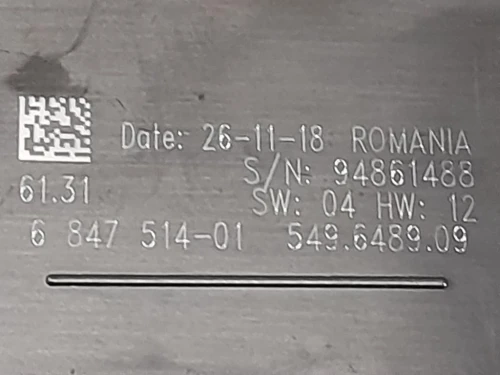 Date: 26-11-18 ROMANIA
S/N: 94861488
61.31
SW: 04 HW: 12
6 847 514-01 549.6489.09